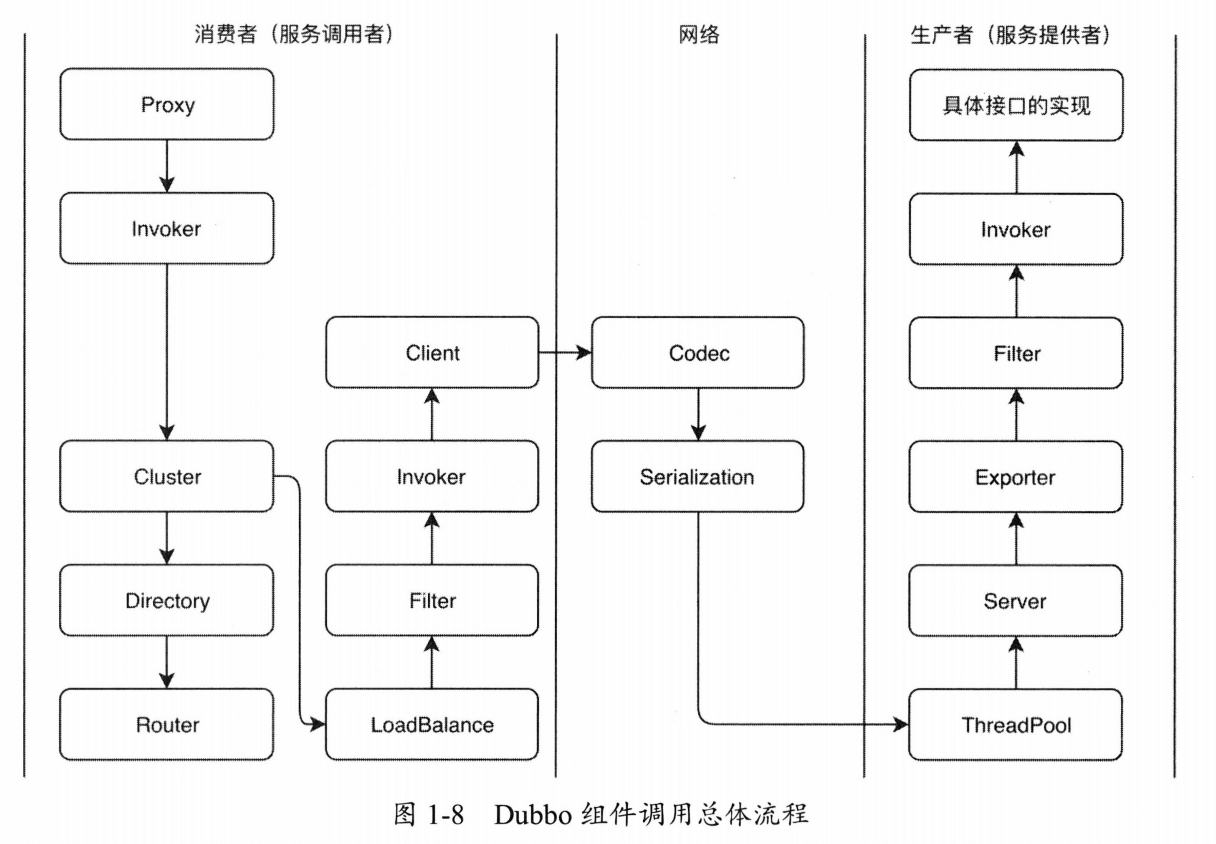 消费者（服务调用者）
网络
生产者（服务提供者）
Proxy
具体接口的实现
Invoker
Invoker
Client
Codec
Filter
Cluster
Invoker
Serialization
Exporter
Directory
Filter
Server
Router
LoadBalance
ThreadPool
图 1-8 Dubbo 组件调用总体流程